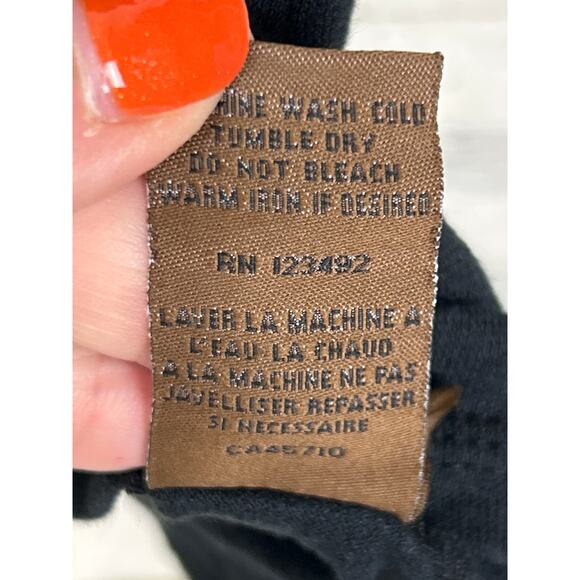 HINE WASH COLD
TUMBLE DRY
DO NOT BLEACH
WARM IRON IF DESIRED
RN 123492
LAVER LA MACHINE A
L'EAU LA CHAUD
A LA MACHINE NE PAS
JAVELLISER REPASSER
SI NECESSAIRE
CA45710